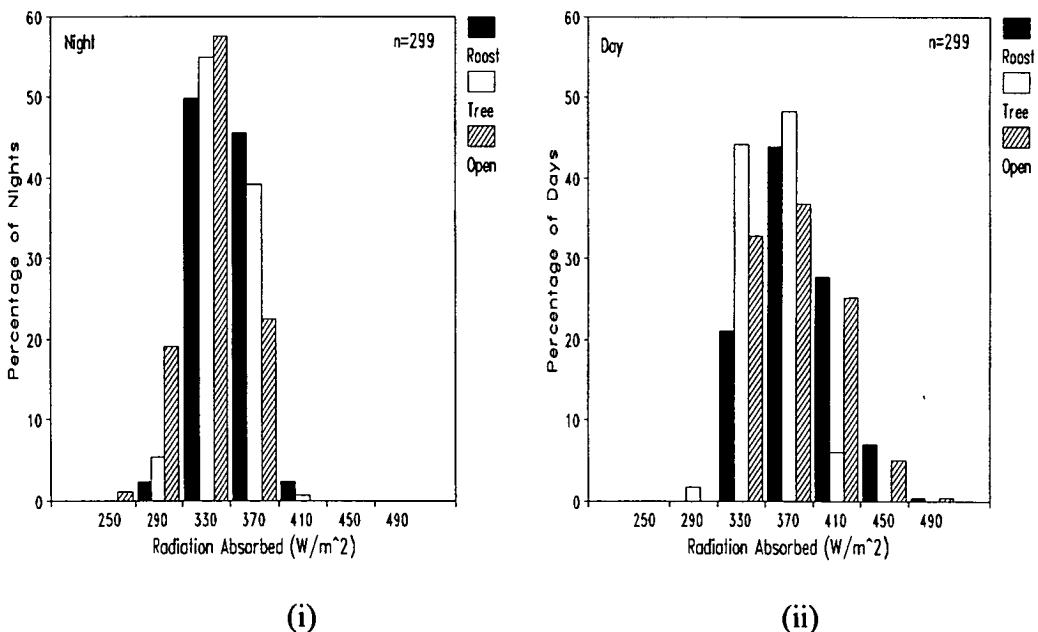 60
50
40
30
20
10
0
Percentage of Nights
Night
n=299
250 290 330 370 410 450 490
Radiation Absorbed (W/m^2)
Roost
Tree
Open
(i)
60
50
40
30
20
10
0
Percentage of Days
Day
n=299
250 290 330 370 410 450 490
Radiation Absorbed (W/m^2)
Roost
Tree
Open
(ii)